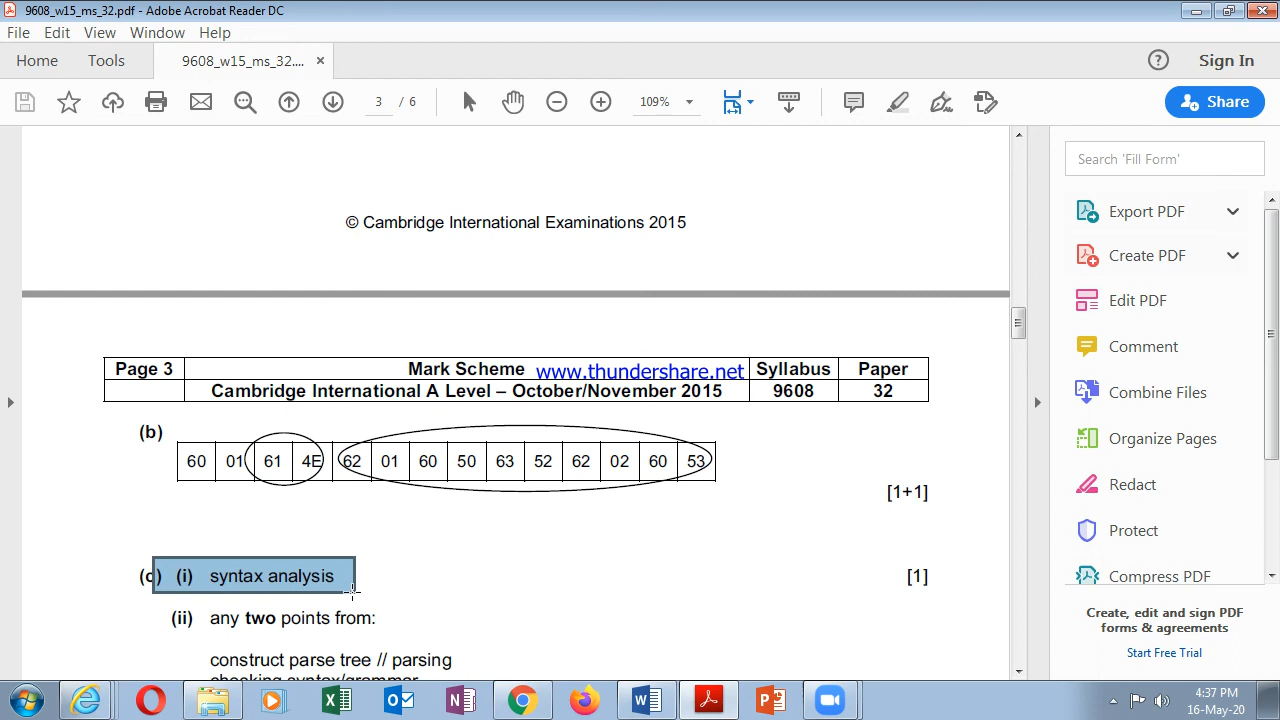 9608_w15_ms_32.pdf - Adobe Acrobat Reader DC
File Edit View Window Help
Home Tools 9608_w15_ms_32.... × ? Sign In
3 / 6 109% Share
Search 'Fill Form'
© Cambridge International Examinations 2015
Export PDF
Create PDF
Edit PDF
Comment
Combine Files
Organize Pages
Redact
Protect
Compress PDF
Create, edit and sign PDF
forms & agreements
Start Free Trial
Page 3 Mark Scheme www.thundershare.net Syllabus Paper
Cambridge International A Level – October/November 2015 9608 32
(b)
60 01 61 4E 62 01 60 50 63 52 62 02 60 53
[1+1]
(c) (i) syntax analysis [1]
(ii) any two points from:
construct parse tree // parsing
checking syntax/grammar
4:37 PM
16-May-20